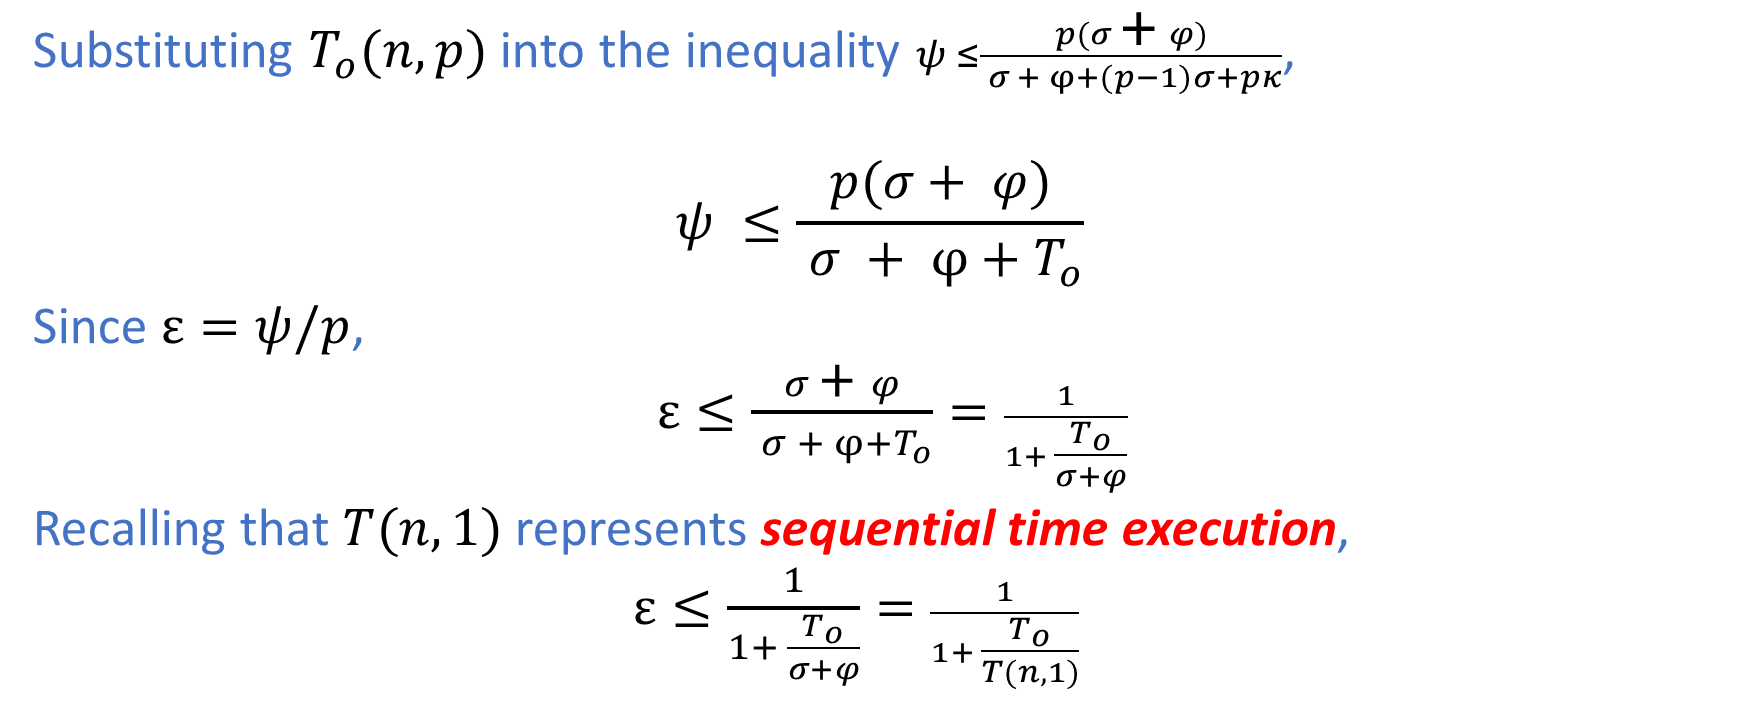 Substituting T_o(n, p) into the inequality ψ ≤ p(σ + φ) / (σ + φ+(p−1)σ+pκ),
ψ ≤ p(σ + φ) / (σ + φ + T_o)
Since ε = ψ/p,
ε ≤ (σ + φ) / (σ + φ+T_o) = 1 / (1+ T_o/(σ+φ))
Recalling that T(n, 1) represents sequential time execution,
ε ≤ 1 / (1+ T_o/(σ+φ)) = 1 / (1+ T_o/T(n,1))